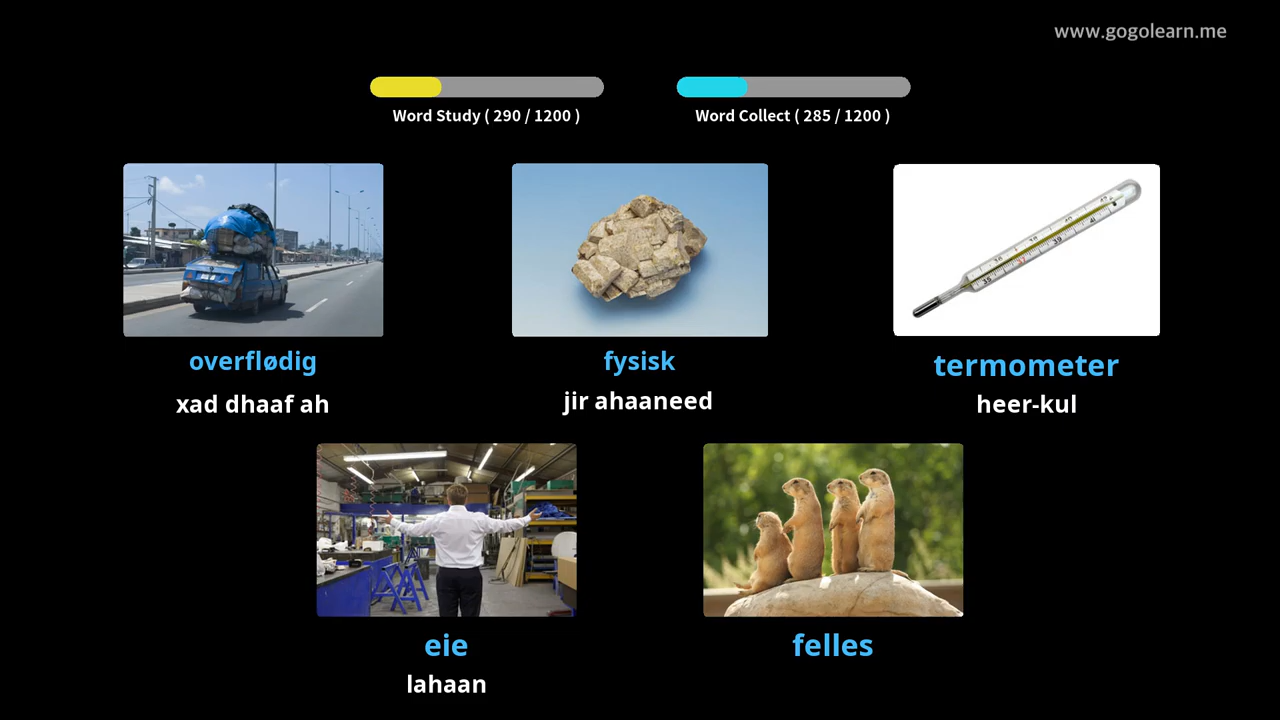 www.gogolearn.me
Word Study ( 290 / 1200 )
Word Collect ( 285 / 1200 )
overflødig
fysisk
termometer
xad dhaaf ah
jir ahaaneed
heer-kul
eie
felles
lahaan